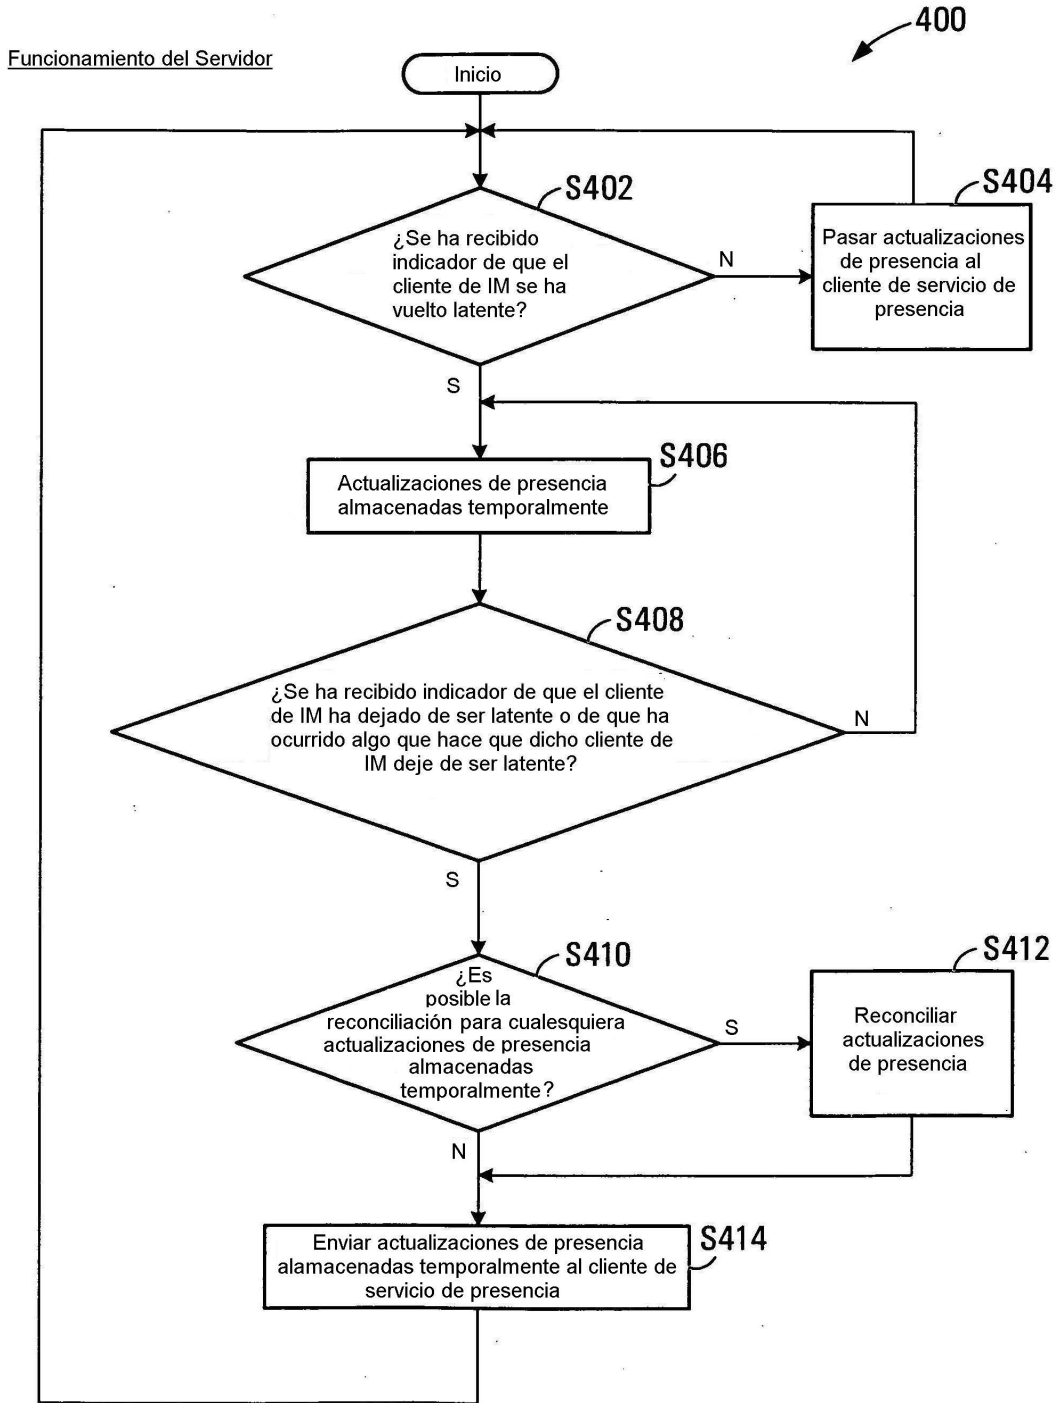 400
Funcionamiento del Servidor
Inicio
S402
¿Se ha recibido
indicador de que el
cliente de IM se ha
vuelto latente?
N
S404
Pasar actualizaciones
de presencia al
cliente de servicio de
presencia
S
S406
Actualizaciones de presencia
almacenadas temporalmente
S408
¿Se ha recibido indicador de que el cliente
de IM ha dejado de ser latente o de que ha
ocurrido algo que hace que dicho cliente de
IM deje de ser latente?
N
S
S410
¿Es
posible la
reconciliación para cualesquiera
actualizaciones de presencia
almacenadas
temporalmente?
S
S412
Reconciliar
actualizaciones
de presencia
N
S414
Enviar actualizaciones de presencia
alamacenadas temporalmente al cliente de
servicio de presencia